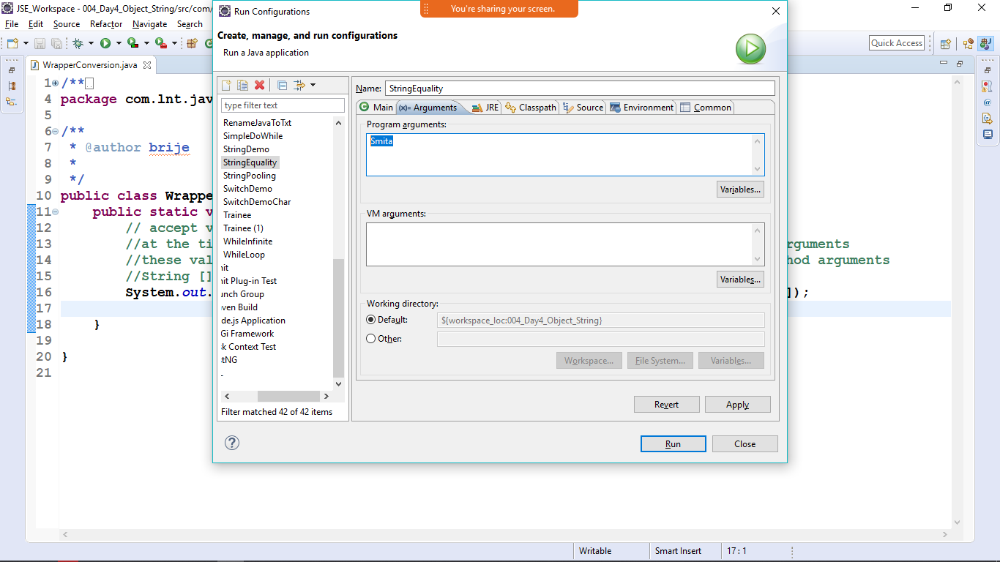 JSE_Workspace - 004_Day4_Object_String/src/com/
You're sharing your screen.
File Edit Source Refactor Navigate Search
Quick Access
WrapperConversion.java
1 /**
4 package com.lnt.jav
5
6 /**
7 * @author brije
8 *
9 */
10 public class Wrappe
11 public static v
12 // accept v
13 //at the ti rguments
14 //these val hod arguments
15 //String []
16 System.out. ]);
17
18 }
19
20 }
21
Run Configurations
Create, manage, and run configurations
Run a Java application
type filter text
RenameJavaToTxt
SimpleDoWhile
StringDemo
StringEquality
StringPooling
SwitchDemo
SwitchDemoChar
Trainee
Trainee (1)
WhileInfinite
WhileLoop
nit
nit Plug-in Test
unch Group
ven Build
de.js Application
Gi Framework
k Context Test
tNG
Filter matched 42 of 42 items
Name: StringEquality
Main (x)= Arguments JRE Classpath Source Environment Common
Program arguments:
Smita
Variables...
VM arguments:
Variables...
Working directory:
Default: ${workspace_loc:004_Day4_Object_String}
Other:
Workspace... File System... Variables...
Revert Apply
Run Close
Writable Smart Insert 17 : 1